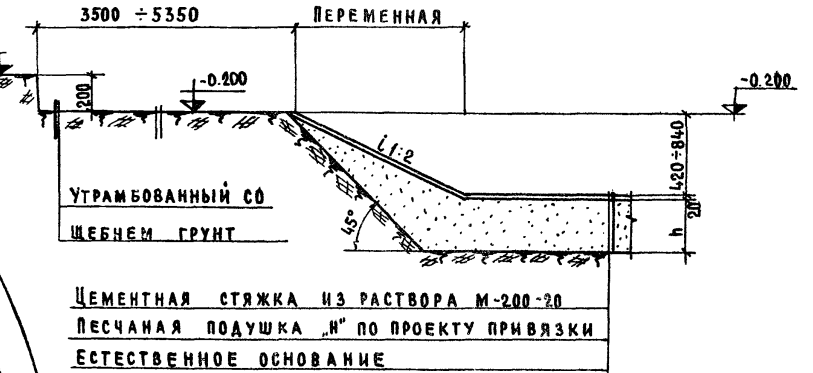 3500 ÷5350
ПЕРЕМЕННАЯ
200
-0.200
-0.200
i 1:2
420÷840
20
h
45°
УТРАМБОВАННЫЙ СО
ЩЕБНЕМ ГРУНТ
ЦЕМЕНТНАЯ СТЯЖКА ИЗ РАСТВОРА М-200-20
ПЕСЧАНАЯ ПОДУШКА „Н" ПО ПРОЕКТУ ПРИВЯЗКИ
ЕСТЕСТВЕННОЕ ОСНОВАНИЕ